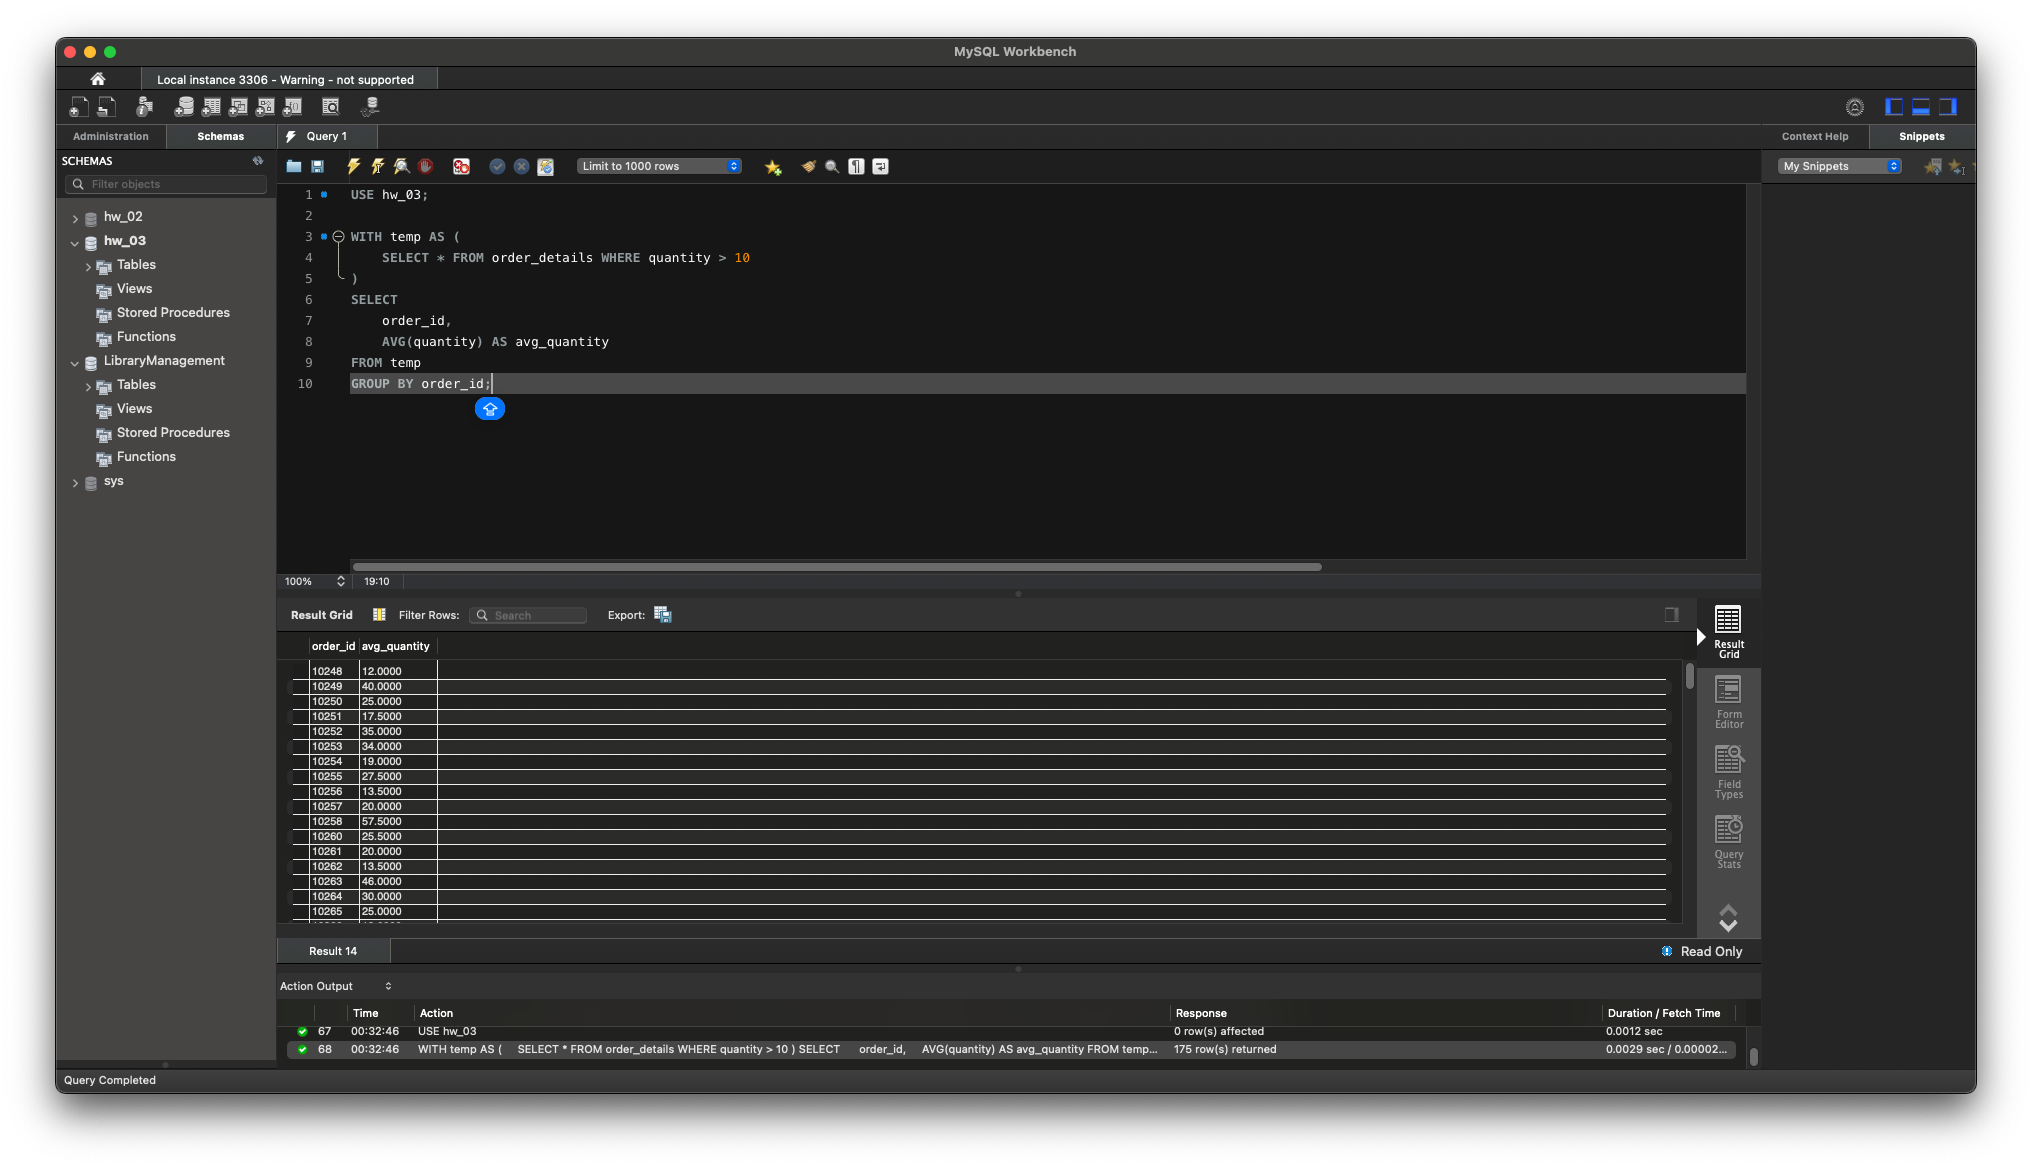 MySQL Workbench
Local instance 3306 - Warning - not supported
Administration
Schemas
Query 1
Context Help
Snippets
SCHEMAS
Filter objects
Limit to 1000 rows
My Snippets
hw_02
hw_03
Tables
Views
Stored Procedures
Functions
LibraryManagement
Tables
Views
Stored Procedures
Functions
sys
1 USE hw_03;
2
3 WITH temp AS (
4 SELECT * FROM order_details WHERE quantity > 10
5 )
6 SELECT
7 order_id,
8 AVG(quantity) AS avg_quantity
9 FROM temp
10 GROUP BY order_id;
100% 19:10
Result Grid Filter Rows: Search Export:
order_id avg_quantity
10248 12.0000
10249 40.0000
10250 25.0000
10251 17.5000
10252 35.0000
10253 34.0000
10254 19.0000
10255 27.5000
10256 13.5000
10257 20.0000
10258 57.5000
10260 25.5000
10261 20.0000
10262 13.5000
10263 46.0000
10264 30.0000
10265 25.0000
Result
Grid
Form
Editor
Field
Types
Query
Stats
Result 14
Read Only
Action Output
Time Action Response Duration / Fetch Time
67 00:32:46 USE hw_03 0 row(s) affected 0.0012 sec
68 00:32:46 WITH temp AS ( SELECT * FROM order_details WHERE quantity > 10 ) SELECT order_id, AVG(quantity) AS avg_quantity FROM temp... 175 row(s) returned 0.0029 sec / 0.00002...
Query Completed